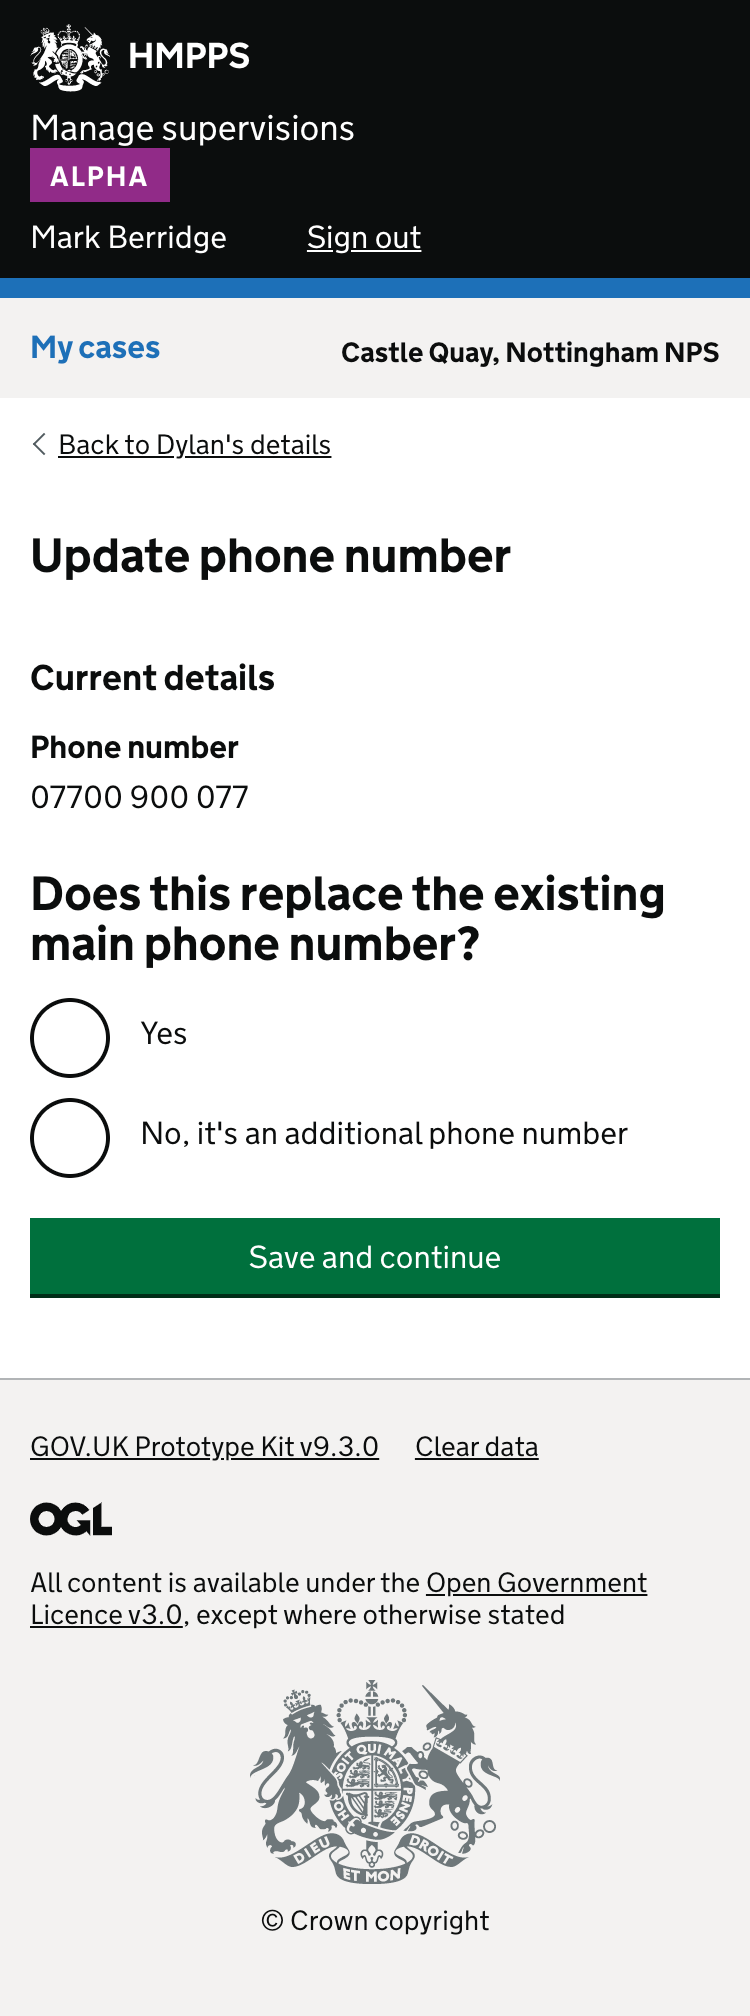 HMPPS
Manage supervisions
ALPHA
Mark Berridge Sign out
My cases Castle Quay, Nottingham NPS
Back to Dylan's details
Update phone number
Current details
Phone number
07700 900 077
Does this replace the existing
main phone number?
Yes
No, it's an additional phone number
Save and continue
GOV.UK Prototype Kit v9.3.0 Clear data
OGL
All content is available under the Open Government
Licence v3.0, except where otherwise stated
SOIT QUI MAL Y PENSE
HON
DIEU ET MON DROIT
© Crown copyright